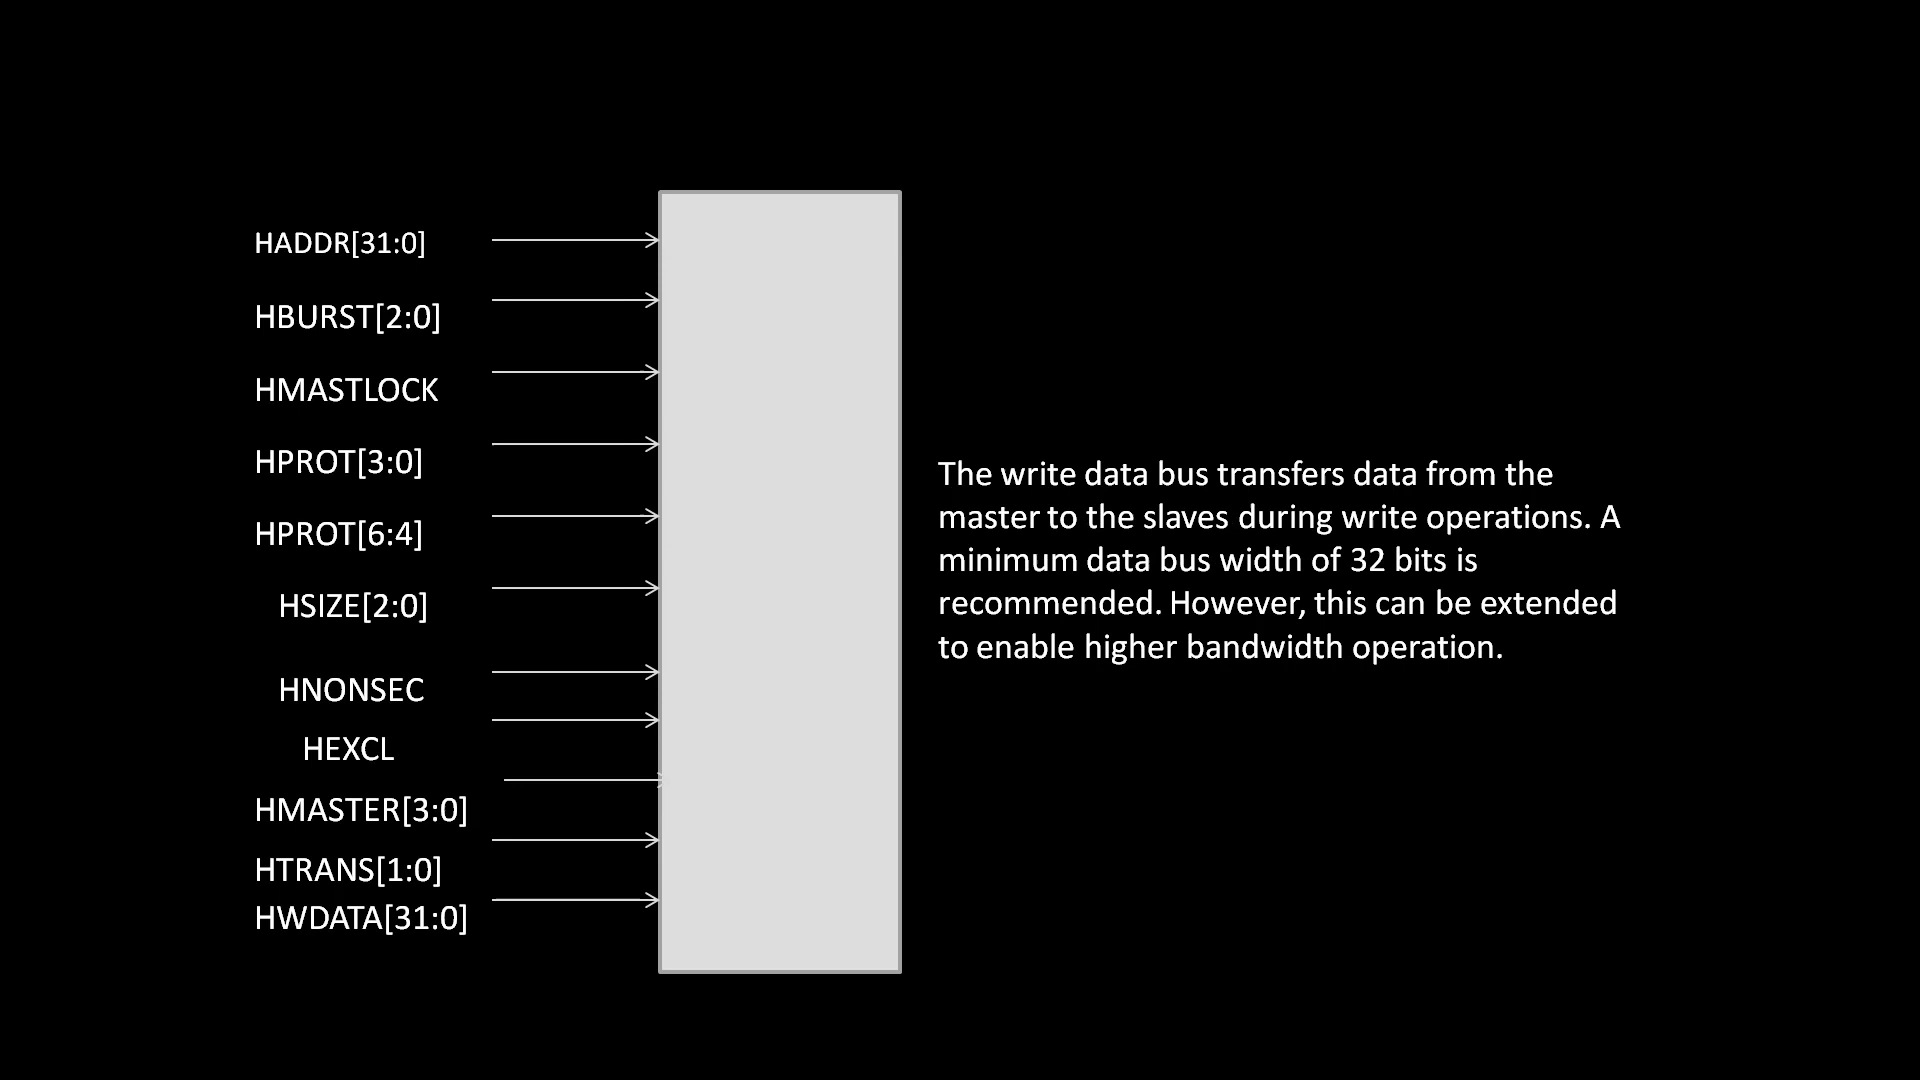 HADDR[31:0]
HBURST[2:0]
HMASTLOCK
HPROT[3:0]
HPROT[6:4]
HSIZE[2:0]
HNONSEC
HEXCL
HMASTER[3:0]
HTRANS[1:0]
HWDATA[31:0]
The write data bus transfers data from the
master to the slaves during write operations. A
minimum data bus width of 32 bits is
recommended. However, this can be extended
to enable higher bandwidth operation.